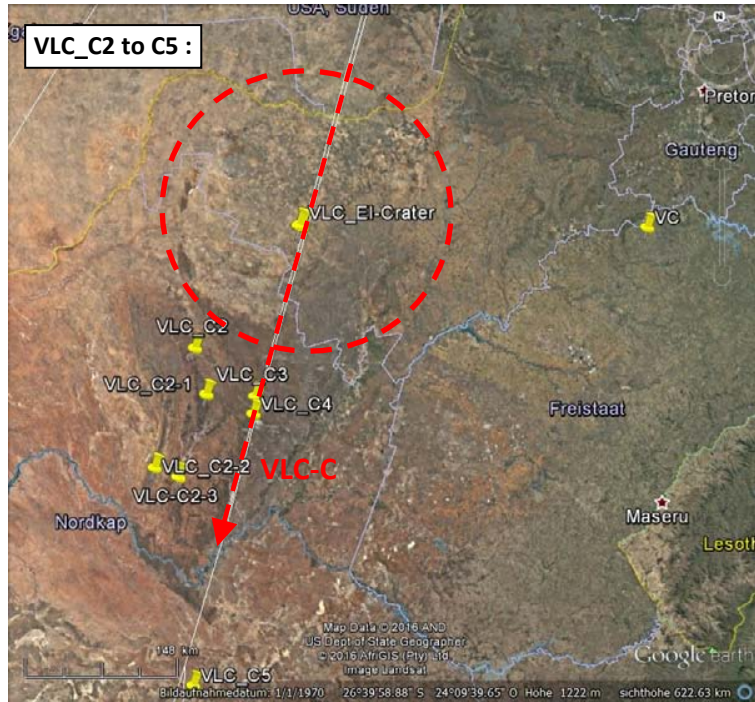 USA, Süden
VLC_C2 to C5 :
N
Pretor
Gauteng
VLC_EI-Crater
VC
VLC_C2
VLC_C2-1
VLC_C3
VLC_C4
Freistaat
VLC_C2-2
VLC-C
VLC-C2-3
Nordkap
Maseru
Lesoth
Map Data © 2016 AND
US Dept of State Geographer
© 2016 AfriGIS (Pty) Ltd.
Image Landsat
148 km
Google earth
VLC_C5
Bildaufnahmedatum: 1/1/1970 26°39'58.88" S 24°09'39.65" O Höhe 1222 m sichthöhe 622.63 km